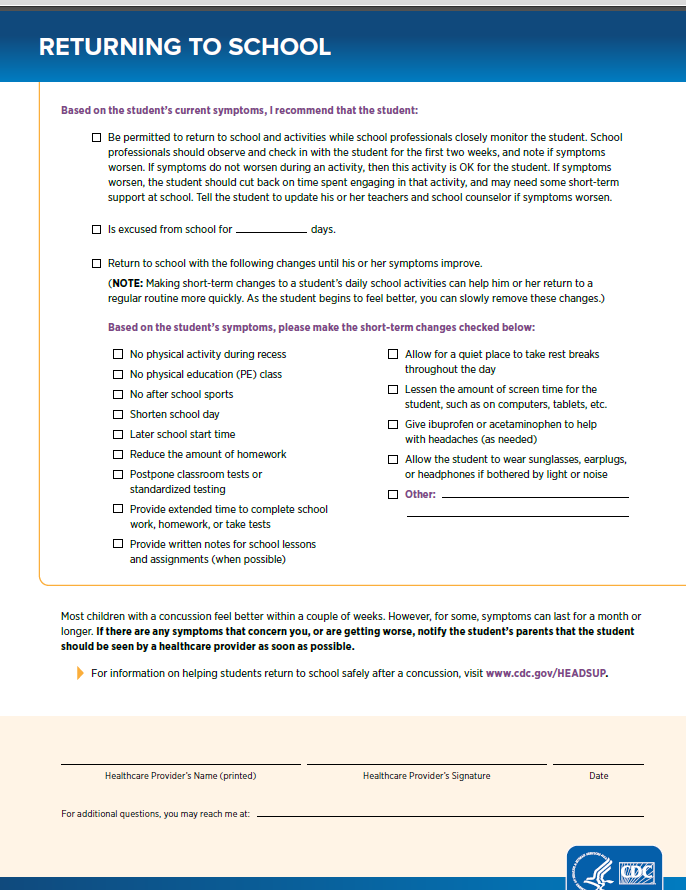 RETURNING TO SCHOOL
Based on the student's current symptoms, I recommend that the student:
Be permitted to return to school and activities while school professionals closely monitor the student. School
professionals should observe and check in with the student for the first two weeks, and note if symptoms
worsen. If symptoms do not worsen during an activity, then this activity is OK for the student. If symptoms
worsen, the student should cut back on time spent engaging in that activity, and may need some short-term
support at school. Tell the student to update his or her teachers and school counselor if symptoms worsen.
Is excused from school for ____________ days.
Return to school with the following changes until his or her symptoms improve.
(NOTE: Making short-term changes to a student's daily school activities can help him or her return to a
regular routine more quickly. As the student begins to feel better, you can slowly remove these changes.)
Based on the student's symptoms, please make the short-term changes checked below:
No physical activity during recess
No physical education (PE) class
No after school sports
Shorten school day
Later school start time
Reduce the amount of homework
Postpone classroom tests or
standardized testing
Provide extended time to complete school
work, homework, or take tests
Provide written notes for school lessons
and assignments (when possible)
Allow for a quiet place to take rest breaks
throughout the day
Lessen the amount of screen time for the
student, such as on computers, tablets, etc.
Give ibuprofen or acetaminophen to help
with headaches (as needed)
Allow the student to wear sunglasses, earplugs,
or headphones if bothered by light or noise
Other:
Most children with a concussion feel better within a couple of weeks. However, for some, symptoms can last for a month or
longer. If there are any symptoms that concern you, or are getting worse, notify the student's parents that the student
should be seen by a healthcare provider as soon as possible.
For information on helping students return to school safely after a concussion, visit www.cdc.gov/HEADSUP.
Healthcare Provider's Name (printed)
Healthcare Provider's Signature
Date
For additional questions, you may reach me at:
CDC